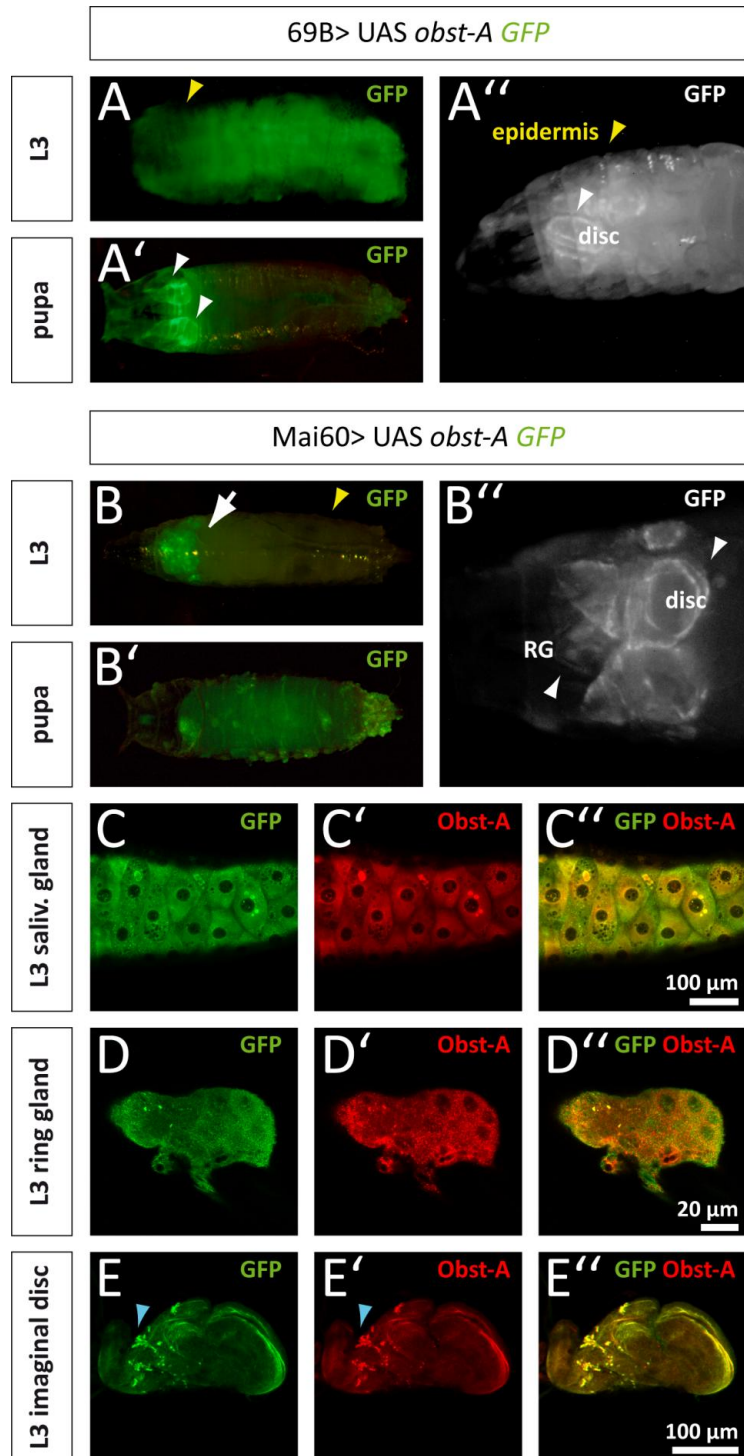 69B> UAS obst-A GFP
L3
A
GFP
A‘‘
GFP
epidermis
disc
pupa
A‘
GFP
Mai60> UAS obst-A GFP
L3
B
GFP
B‘‘
GFP
disc
RG
pupa
B‘
GFP
L3 saliv. gland
C
GFP
C‘
Obst-A
C‘‘
GFP Obst-A
100 µm
L3 ring gland
D
GFP
D‘
Obst-A
D‘‘
GFP Obst-A
20 µm
L3 imaginal disc
E
GFP
E‘
Obst-A
E‘‘
GFP Obst-A
100 µm